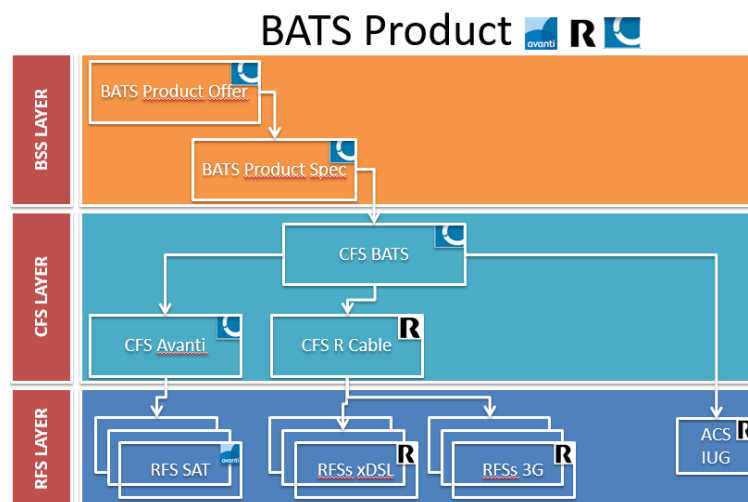 BATS Product avanti R
BSS LAYER
BATS Product Offer
BATS Product Spec
CFS LAYER
CFS BATS
CFS Avanti
CFS R Cable
R
R
RFS LAYER
RFS SAT
avanti
RFSs xDSL
R
RFSs 3G
R
ACS
IUG
R